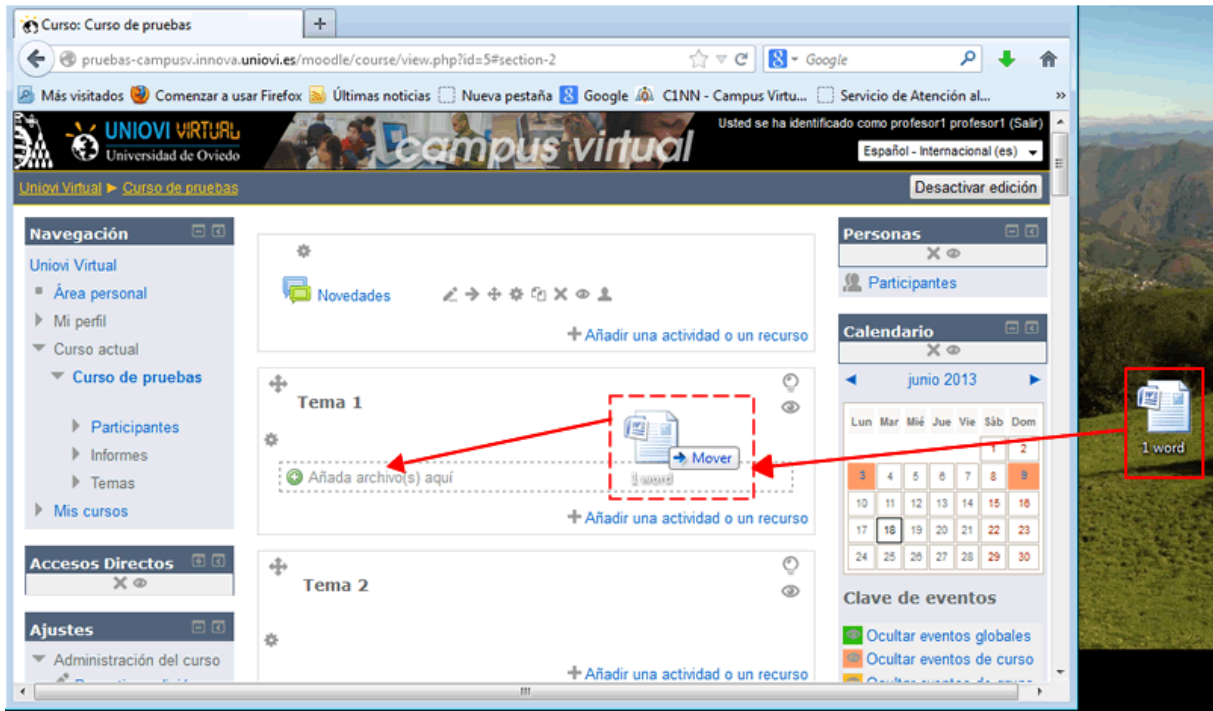 Curso: Curso de pruebas
+
pruebas-campusv.innova.uniovi.es/moodle/course/view.php?id=5#section-2
Google
Más visitados Comenzar a usar Firefox Últimas noticias Nueva pestaña Google C1NN - Campus Virtu... Servicio de Atención al... »
UNIOVI VIRTUAL
Universidad de Oviedo
campus virtual
Usted se ha identificado como profesor1 profesor1 (Salir)
Español - Internacional (es)
Uniovi Virtual ► Curso de pruebas
Desactivar edición
Navegación
Uniovi Virtual
Área personal
Mi perfil
Curso actual
Curso de pruebas
Participantes
Informes
Temas
Mis cursos
Accesos Directos
Ajustes
Administración del curso
Novedades
Añadir una actividad o un recurso
Tema 1
Mover
Añada archivo(s) aquí
1 word
Añadir una actividad o un recurso
Tema 2
Añadir una actividad o un recurso
Personas
Participantes
Calendario
◄ junio 2013 ►
Lun Mar Mié Jue Vie Sáb Dom
1 2
3 4 5 6 7 8 9
10 11 12 13 14 15 16
17 18 19 20 21 22 23
24 25 26 27 28 29 30
Clave de eventos
Ocultar eventos globales
Ocultar eventos de curso
1 word